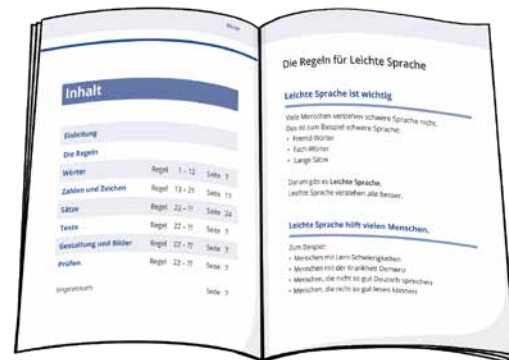 Wörter
Inhalt
Einleitung
Die Regeln
Wörter Regel 1 – 12 Seite 7
Zahlen und Zeichen Regel 13 – 21 Seite 17
Sätze Regel 22 – ?? Seite 24
Texte Regel 22 – ?? Seite ?
Gestaltung und Bilder Regel 22 – ?? Seite ?
Prüfen Regel 22 – ?? Seite ?
Impressum Seite ?
Die Regeln für Leichte Sprache
Leichte Sprache ist wichtig
Viele Menschen verstehen schwere Sprache nicht.
Das ist zum Beispiel schwere Sprache:
• Fremd-Wörter
• Fach-Wörter
• Lange Sätze
Darum gibt es Leichte Sprache.
Leichte Sprache verstehen alle besser.
Leichte Sprache hilft vielen Menschen.
Zum Beispiel:
• Menschen mit Lern-Schwierigkeiten
• Menschen mit der Krankheit Demenz
• Menschen, die nicht so gut Deutsch sprechen
• Menschen, die nicht so gut lesen können